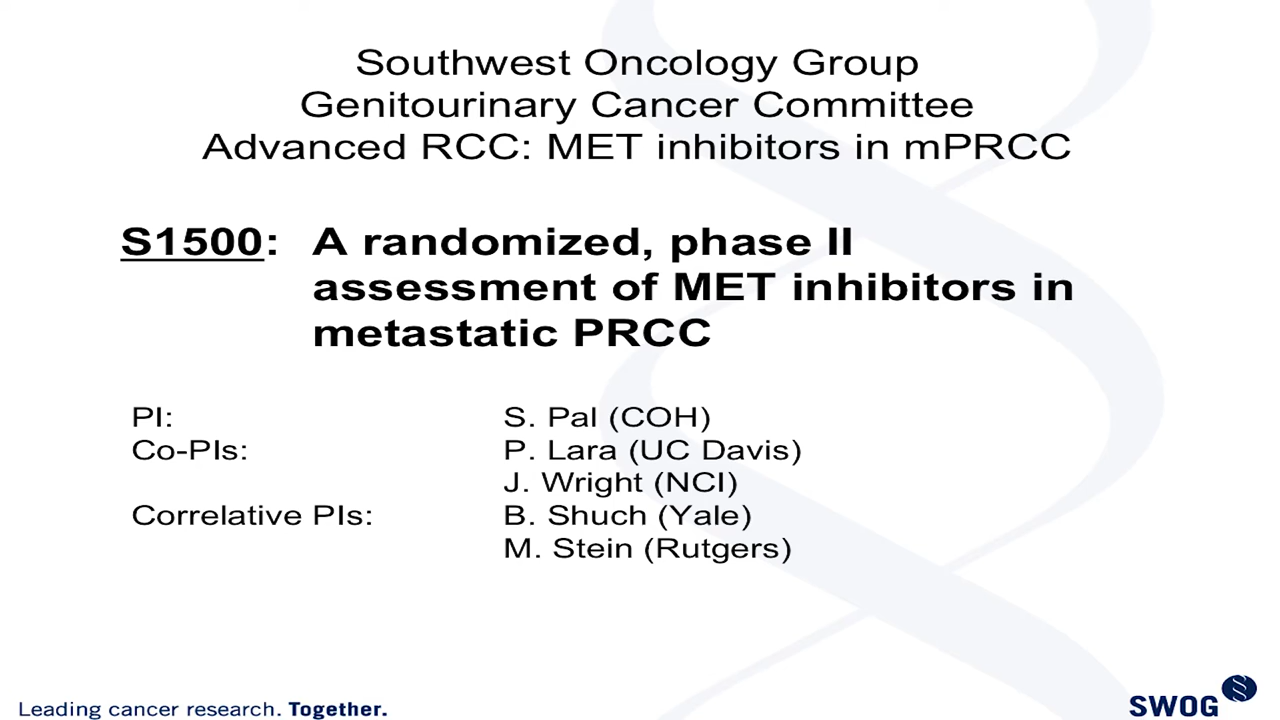 Southwest Oncology Group
Genitourinary Cancer Committee
Advanced RCC: MET inhibitors in mPRCC
S1500: A randomized, phase II
assessment of MET inhibitors in
metastatic PRCC
PI: S. Pal (COH)
Co-PIs: P. Lara (UC Davis)
J. Wright (NCI)
Correlative PIs: B. Shuch (Yale)
M. Stein (Rutgers)
Leading cancer research. Together.
SWOG